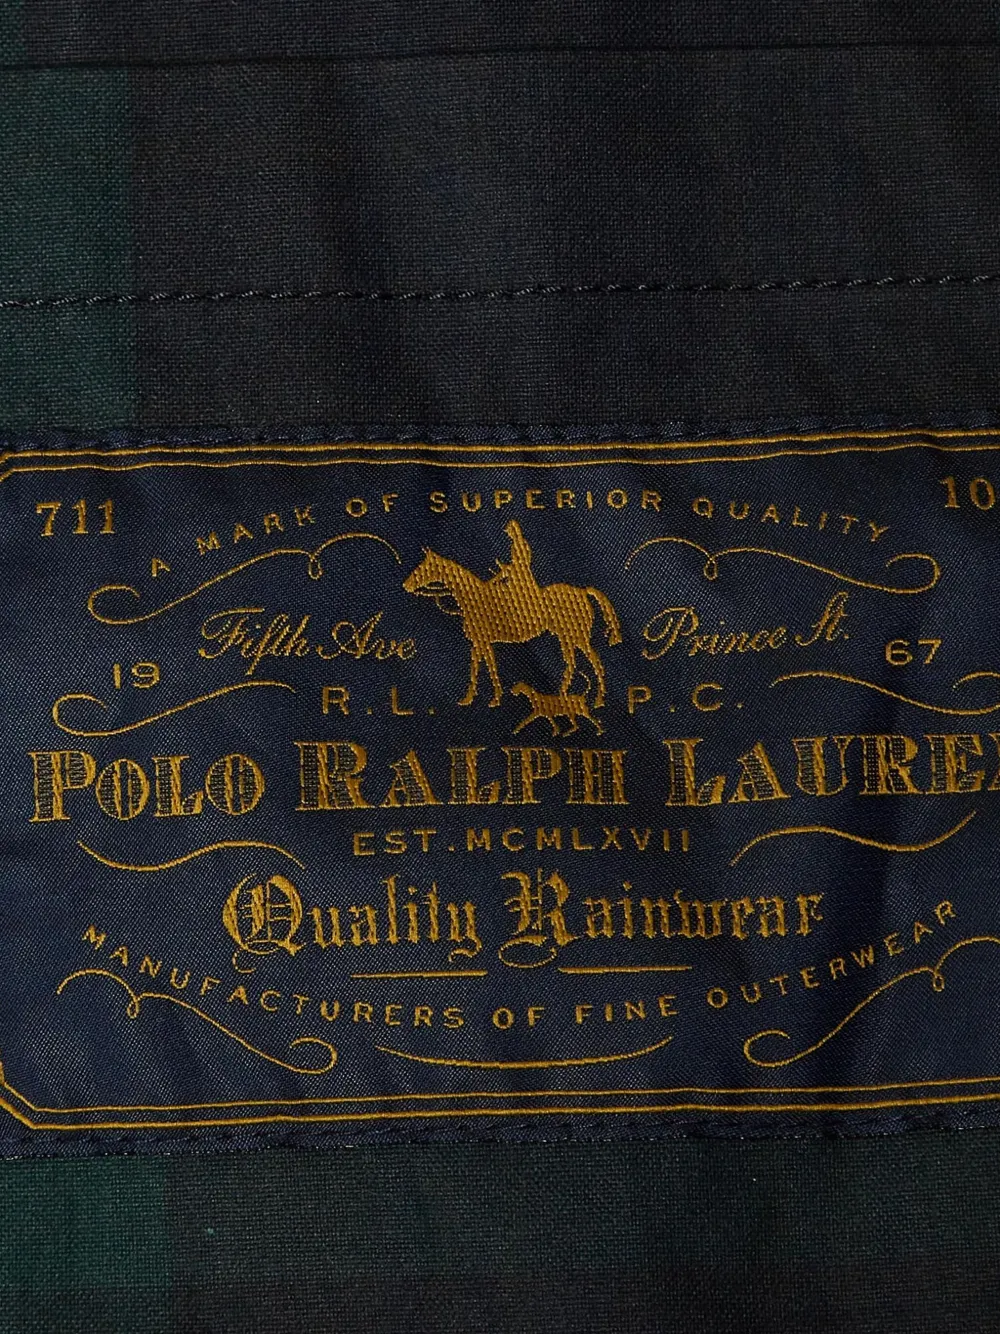 711
10
A MARK OF SUPERIOR QUALITY
Fifth Ave Prince St.
19 67
R.L. P.C.
POLO RALPH LAUREN
EST. MCMLXVII
Quality Rainwear
MANUFACTURERS OF FINE OUTERWEAR